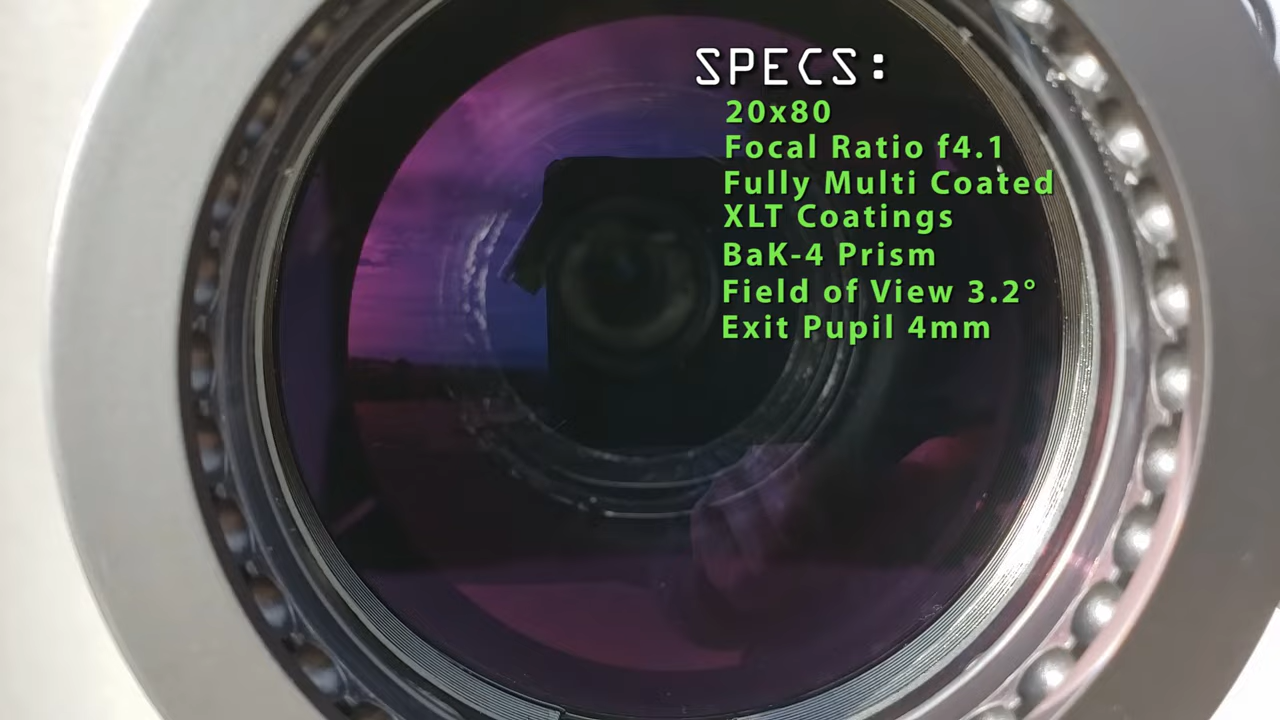 SPECS:
20x80
Focal Ratio f4.1
Fully Multi Coated
XLT Coatings
BaK-4 Prism
Field of View 3.2°
Exit Pupil 4mm